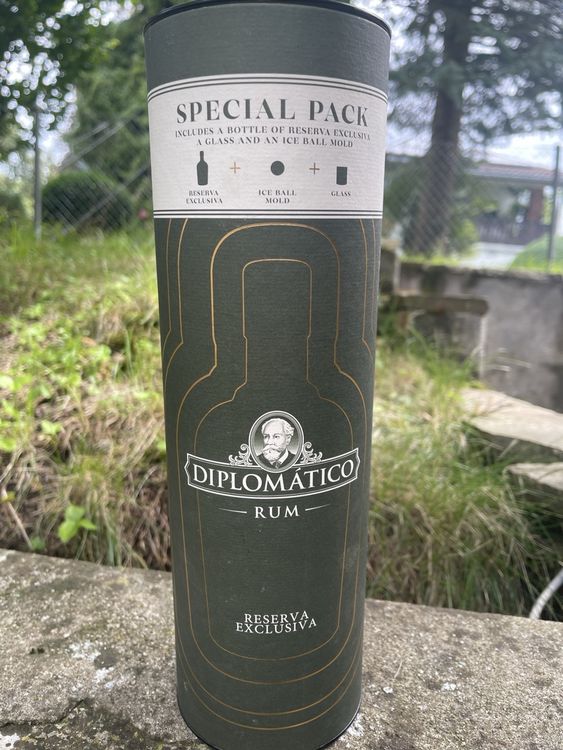 SPECIAL PACK
INCLUDES A BOTTLE OF RESERVA EXCLUSIVA
A GLASS AND AN ICE BALL MOLD
+ +
RESERVA
EXCLUSIVA
ICE BALL
MOLD
GLASS
DIPLOMÁTICO
RUM
RESERVA
EXCLUSIVA